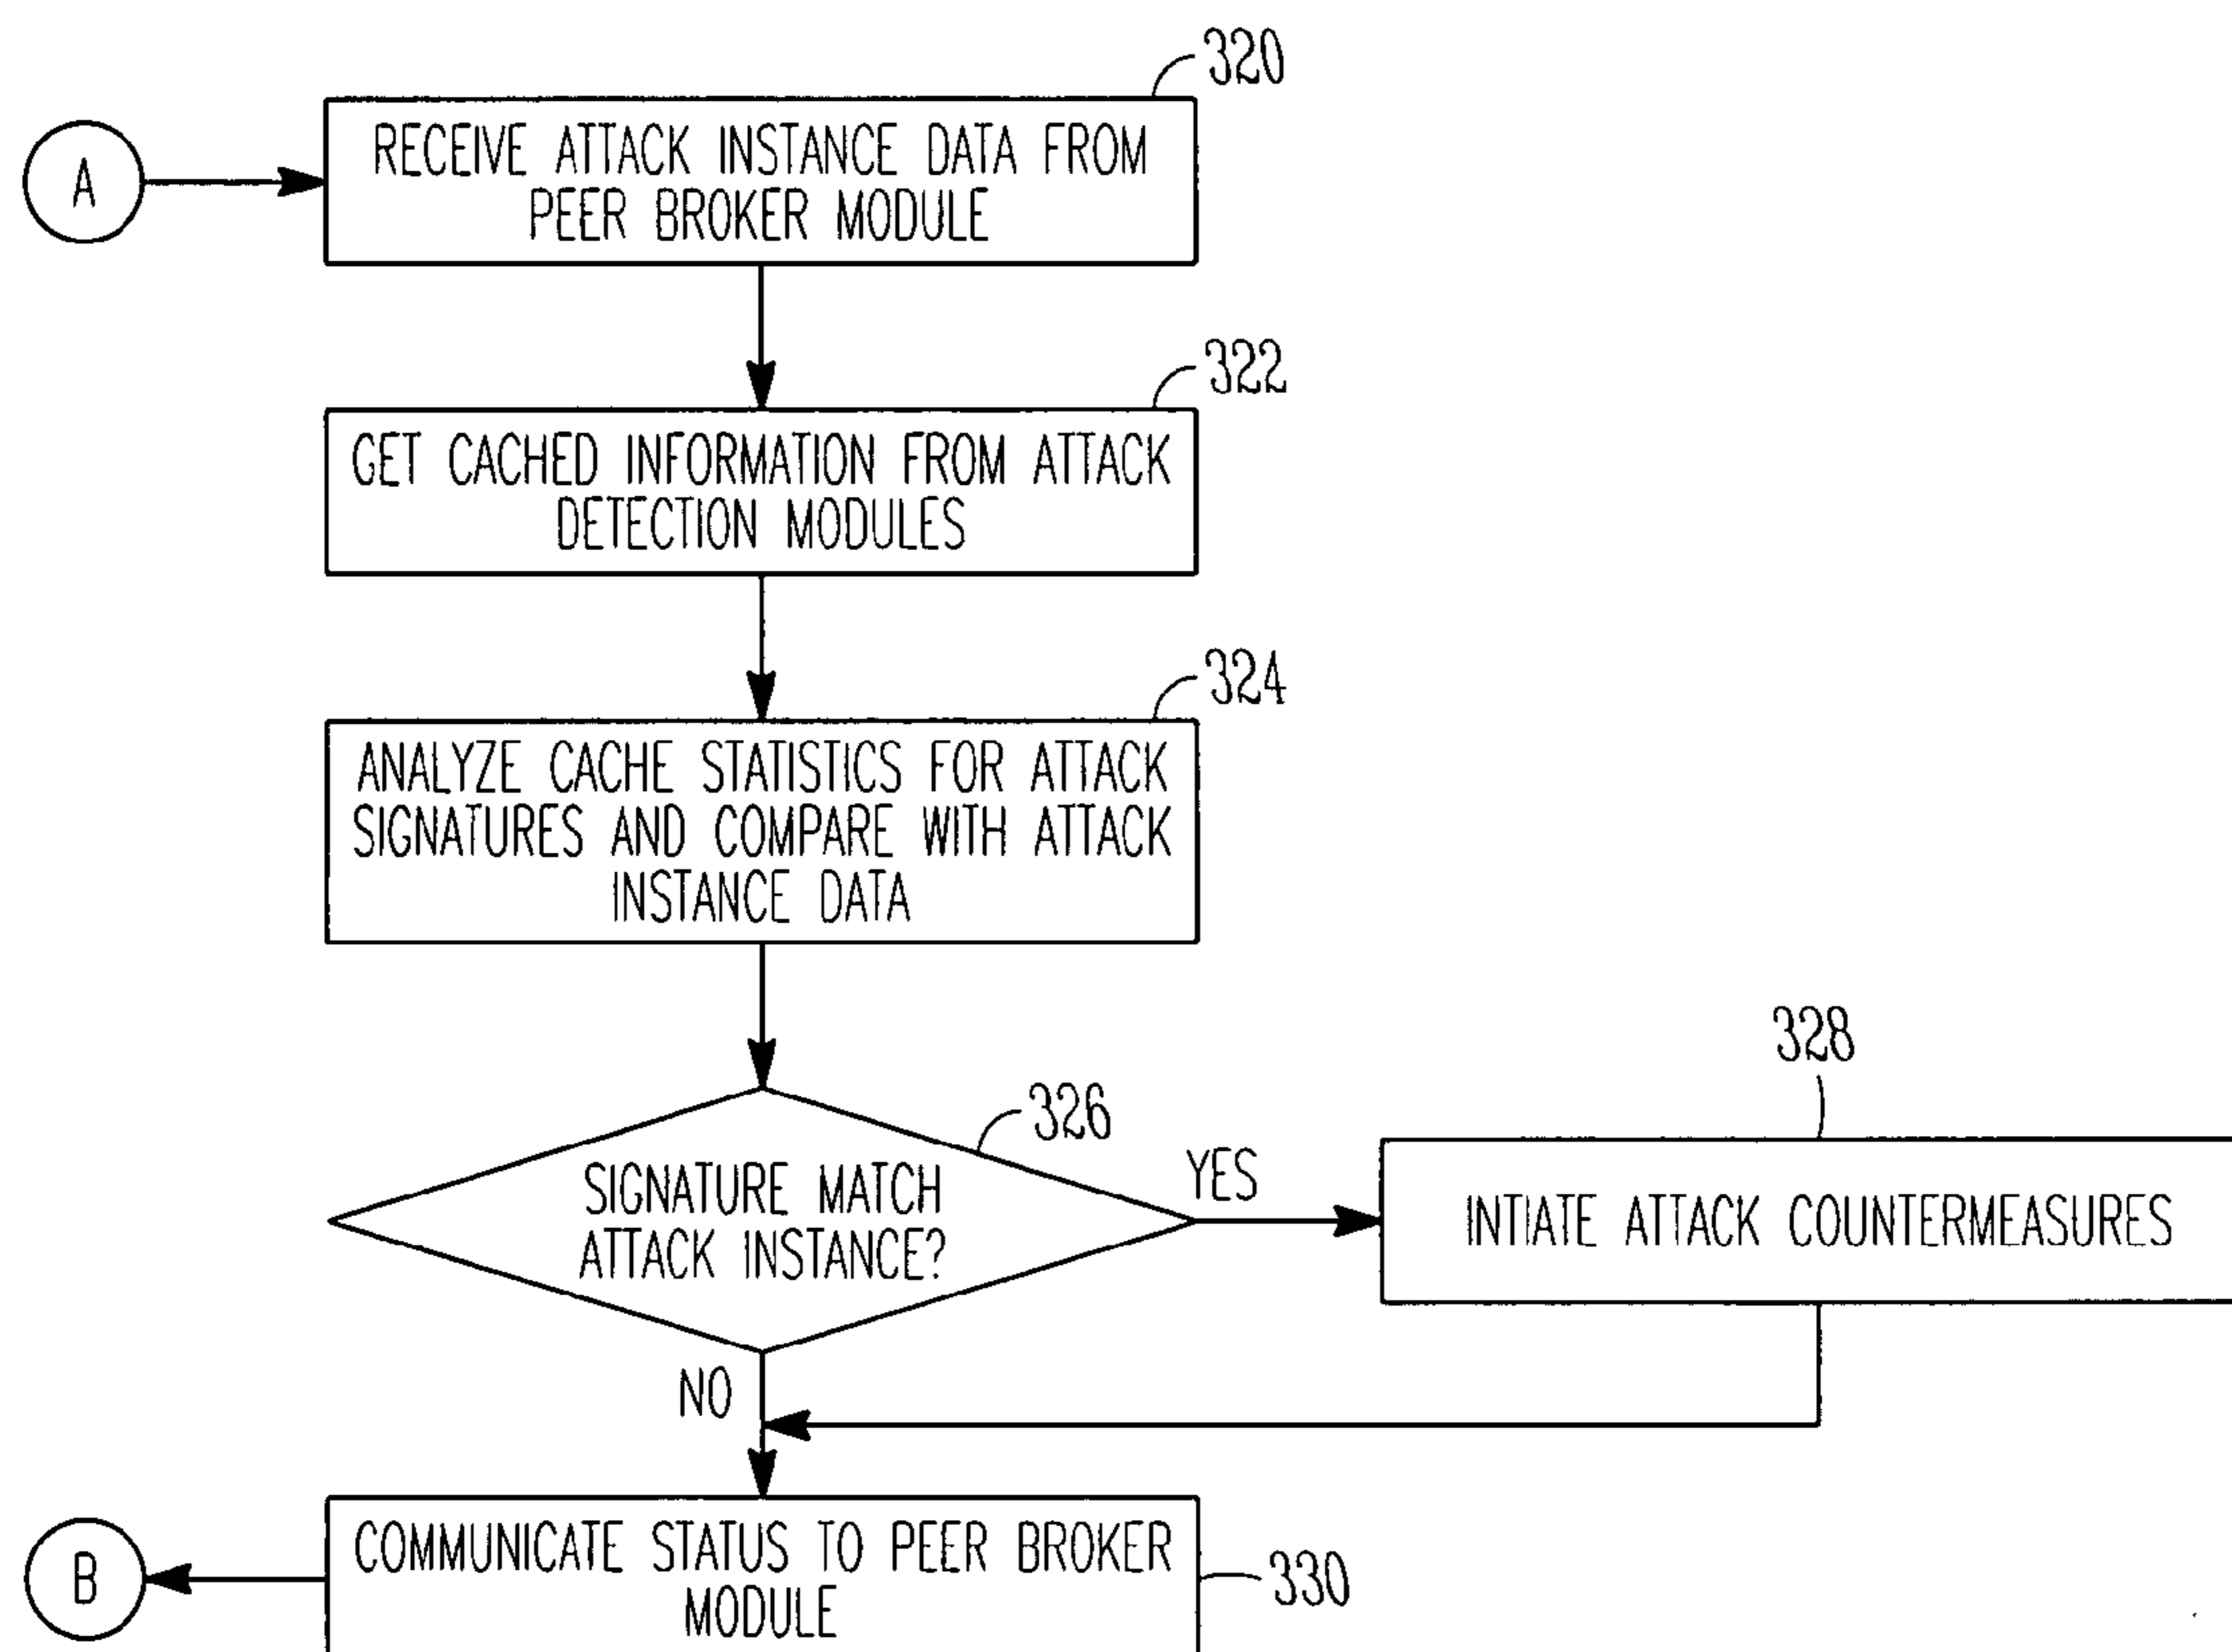 320
A
RECEIVE ATTACK INSTANCE DATA FROM
PEER BROKER MODULE
322
GET CACHED INFORMATION FROM ATTACK
DETECTION MODULES
324
ANALYZE CACHE STATISTICS FOR ATTACK
SIGNATURES AND COMPARE WITH ATTACK
INSTANCE DATA
326
SIGNATURE MATCH
ATTACK INSTANCE?
YES
328
INTIATE ATTACK COUNTERMEASURES
NO
COMMUNICATE STATUS TO PEER BROKER
MODULE
330
B